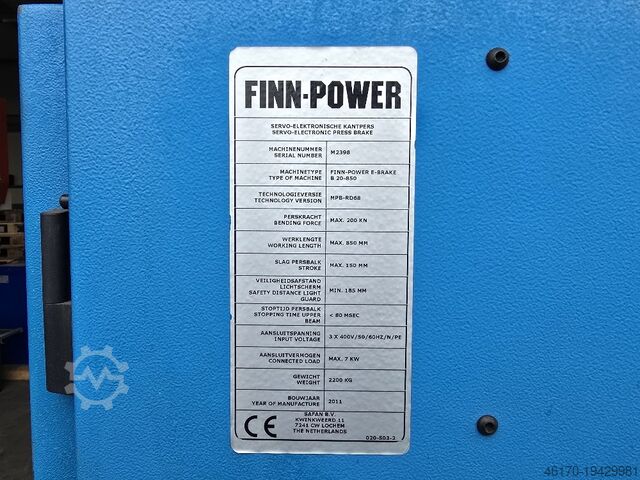 FINN-POWER
SERVO-ELEKTRONISCHE KANTPERS
SERVO-ELECTRONIC PRESS BRAKE
MACHINENUMMER
SERIAL NUMBER
M2398
MACHINETYPE
TYPE OF MACHINE
FINN-POWER E-BRAKE
B 20-850
TECHNOLOGIEVERSIE
TECHNOLOGY VERSION
MPB-RD68
PERSKRACHT
BENDING FORCE
MAX. 200 KN
WERKLENGTE
WORKING LENGTH
MAX. 850 MM
SLAG PERSBALK
STROKE
MAX. 150 MM
VEILIGHEIDSAFSTAND
LICHTSCHERM
SAFETY DISTANCE LIGHT
GUARD
MIN. 185 MM
STOPTIJD PERSBALK
STOPPING TIME UPPER
BEAM
< 80 MSEC
AANSLUITSPANNING
INPUT VOLTAGE
3 X 400V/50/60HZ/N/PE
AANSLUITVERMOGEN
CONNECTED LOAD
MAX. 7 KW
GEWICHT
WEIGHT
2200 KG
BOUWJAAR
YEAR OF MANUFACTURE
2011
CE
SAFAN B.V.
KWINKWEERD 11
7241 CW LOCHEM
THE NETHERLANDS
020-503-2
46170-19429981